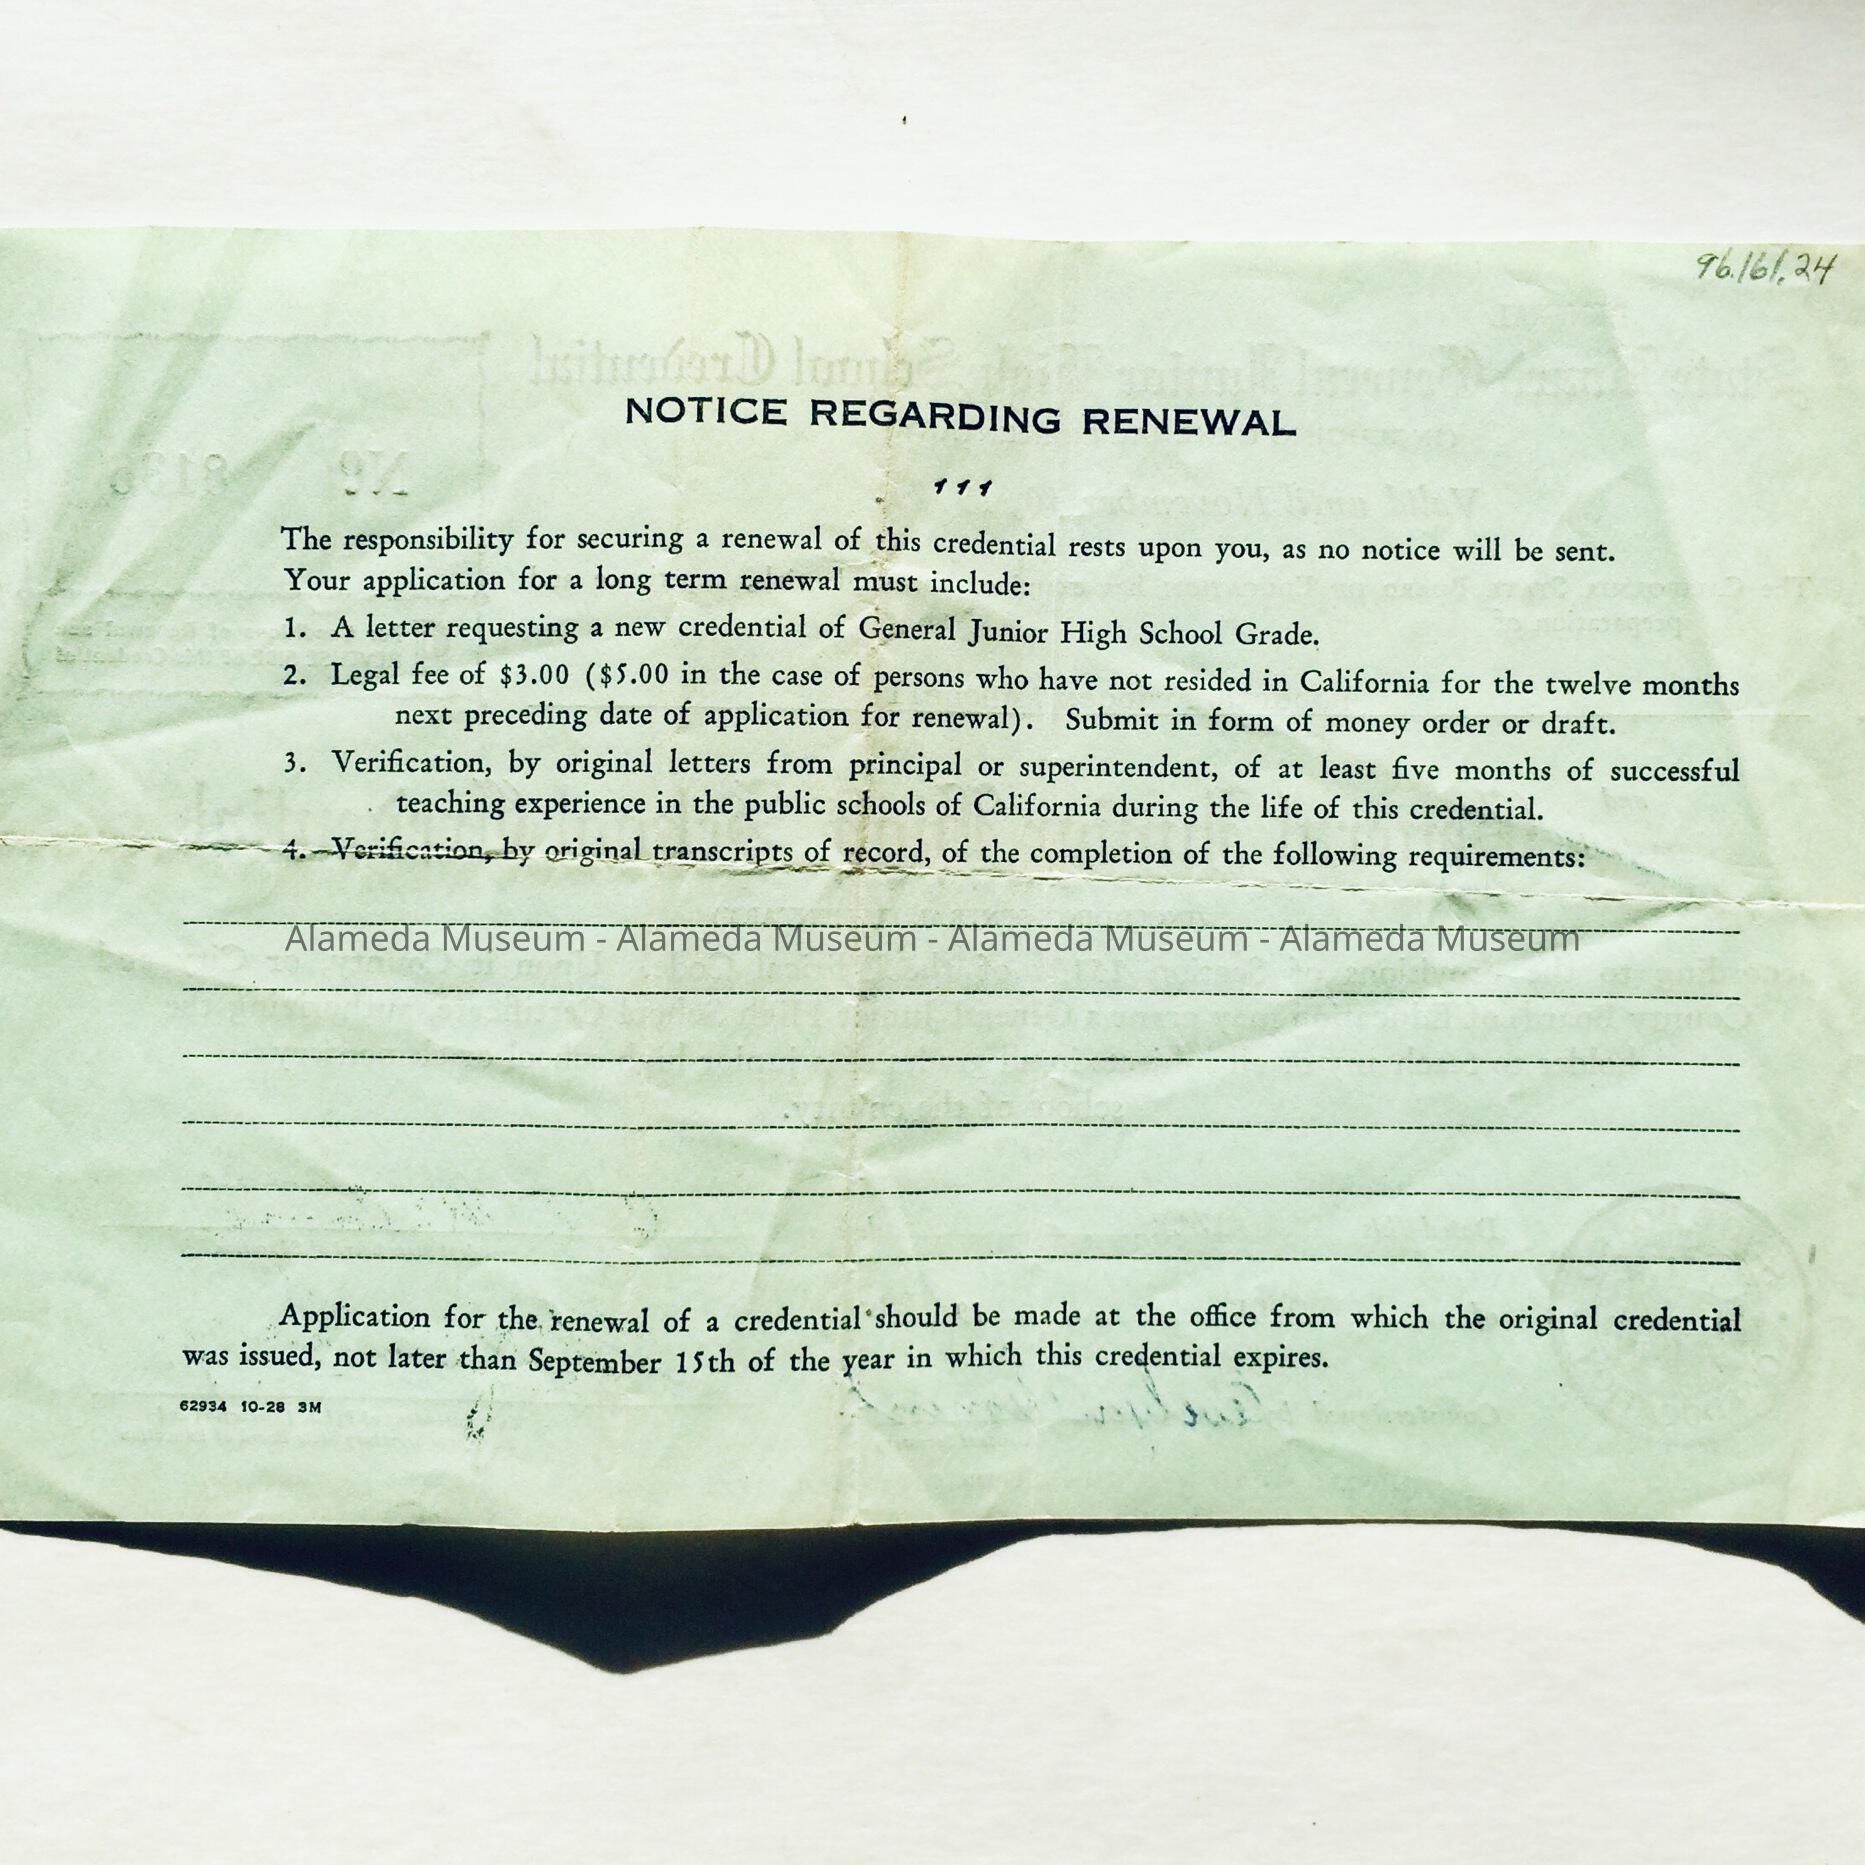 96.161.24
NOTICE REGARDING RENEWAL
The responsibility for securing a renewal of this credential rests upon you, as no notice will be sent.
Your application for a long term renewal must include:
1. A letter requesting a new credential of General Junior High School Grade.
2. Legal fee of $3.00 ($5.00 in the case of persons who have not resided in California for the twelve months
next preceding date of application for renewal). Submit in form of money order or draft.
3. Verification, by original letters from principal or superintendent, of at least five months of successful
teaching experience in the public schools of California during the life of this credential.
4. Verification, by original transcripts of record, of the completion of the following requirements:
Alameda Museum - Alameda Museum - Alameda Museum - Alameda Museum
Application for the renewal of a credential should be made at the office from which the original credential
was issued, not later than September 15th of the year in which this credential expires.
62934 10-28 3M